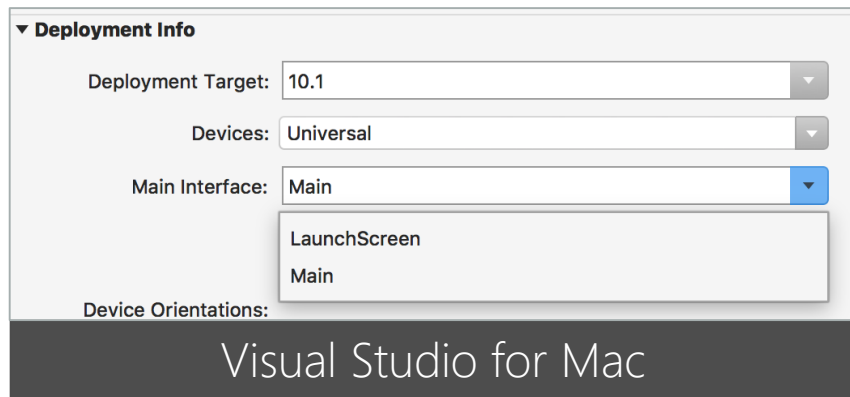 Deployment Info
Deployment Target: 10.1
Devices: Universal
Main Interface: Main
LaunchScreen
Main
Device Orientations:
Visual Studio for Mac